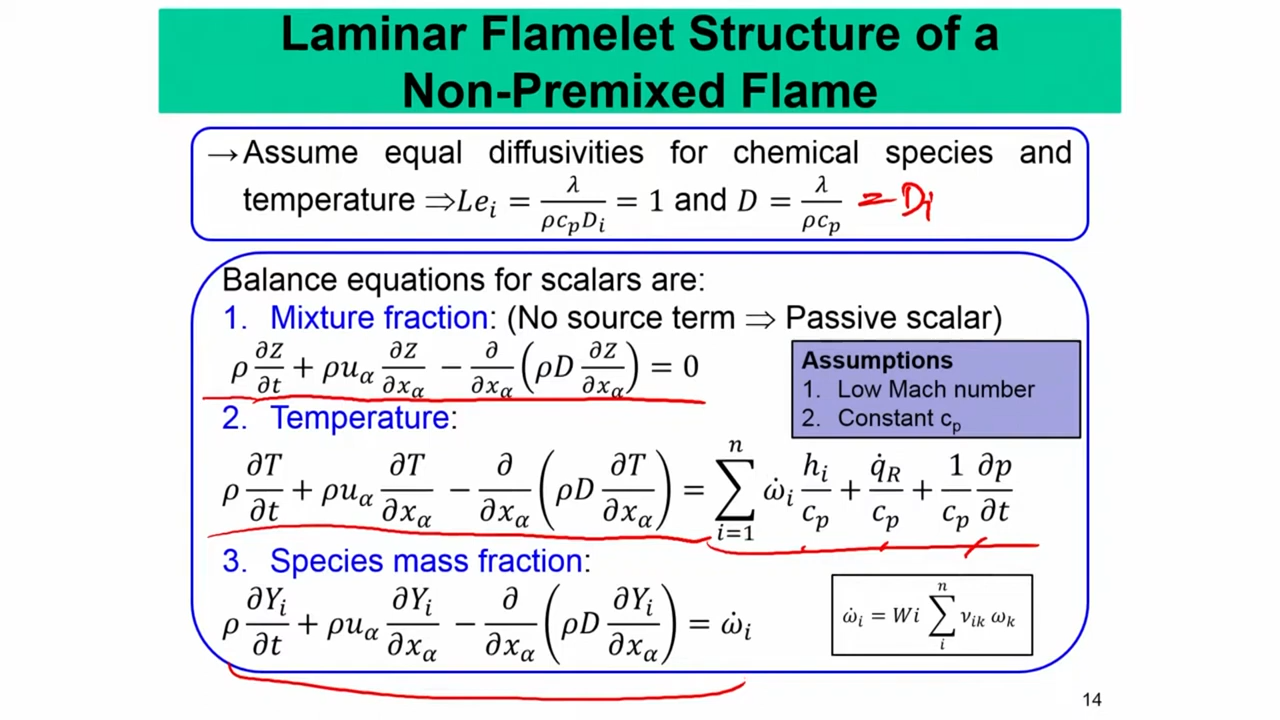 Laminar Flamelet Structure of a
Non-Premixed Flame
→Assume equal diffusivities for chemical species and
temperature ⇒Le_i = λ/(ρc_pD_i) = 1 and D = λ/(ρc_p) = D_i
Balance equations for scalars are:
1. Mixture fraction: (No source term ⇒ Passive scalar)
ρ ∂Z/∂t + ρu_α ∂Z/∂x_α − ∂/∂x_α (ρD ∂Z/∂x_α) = 0
Assumptions
1. Low Mach number
2. Constant c_p
2. Temperature:
ρ ∂T/∂t + ρu_α ∂T/∂x_α − ∂/∂x_α (ρD ∂T/∂x_α) = ∑_{i=1}^{n} ω̇_i h_i/c_p + q̇_R/c_p + 1/c_p ∂p/∂t
3. Species mass fraction:
ρ ∂Y_i/∂t + ρu_α ∂Y_i/∂x_α − ∂/∂x_α (ρD ∂Y_i/∂x_α) = ω̇_i
ω̇_i = Wi ∑_{i}^{n} ν_{ik} ω_k
14